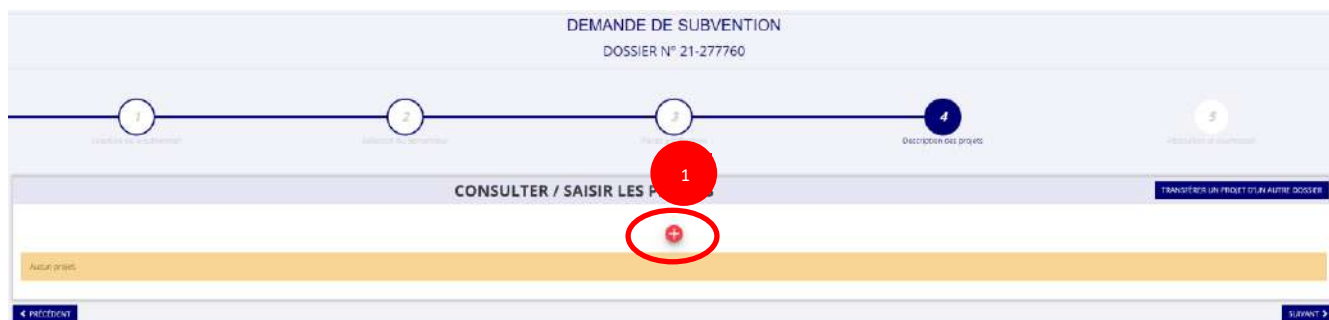 DEMANDE DE SUBVENTION
DOSSIER N° 21-277760
1
2
3
4
5
Description des projets
1
CONSULTER / SAISIR LES P
TRANSFÉRER UN PROJET D'UN AUTRE DOSSIER
Aucun projet.
PRÉCÉDENT
SUIVANT